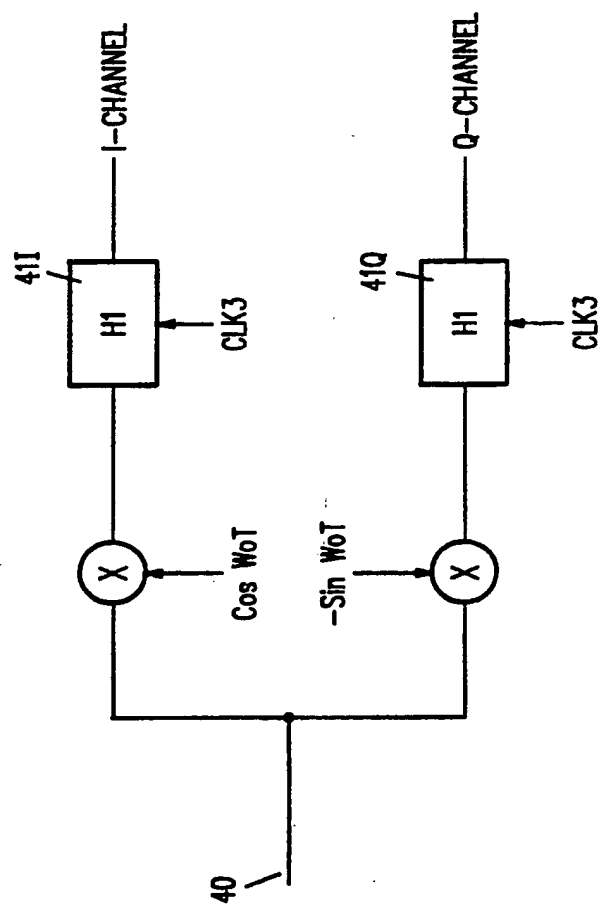 41I
H1
I-CHANNEL
CLK3
X
Cos WoT
40
-Sin WoT
X
41Q
H1
Q-CHANNEL
CLK3